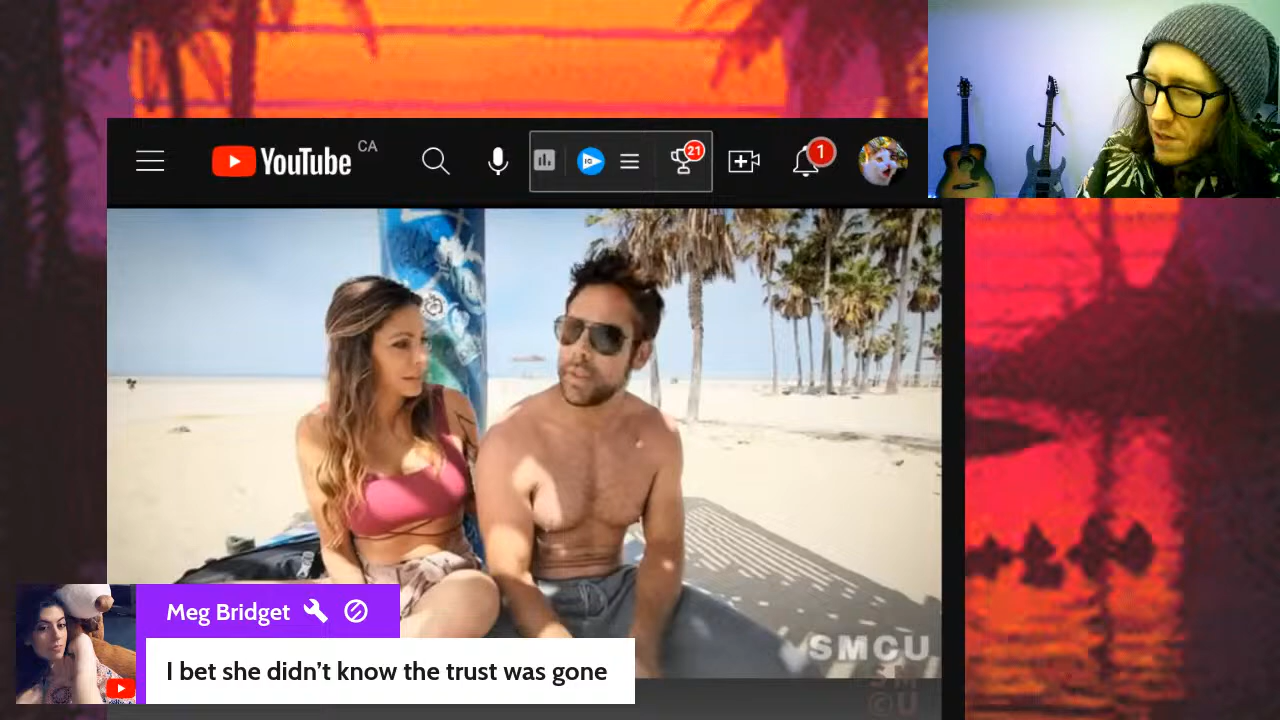 YouTube CA
21
1
SMCU
Meg Bridget
I bet she didn’t know the trust was gone